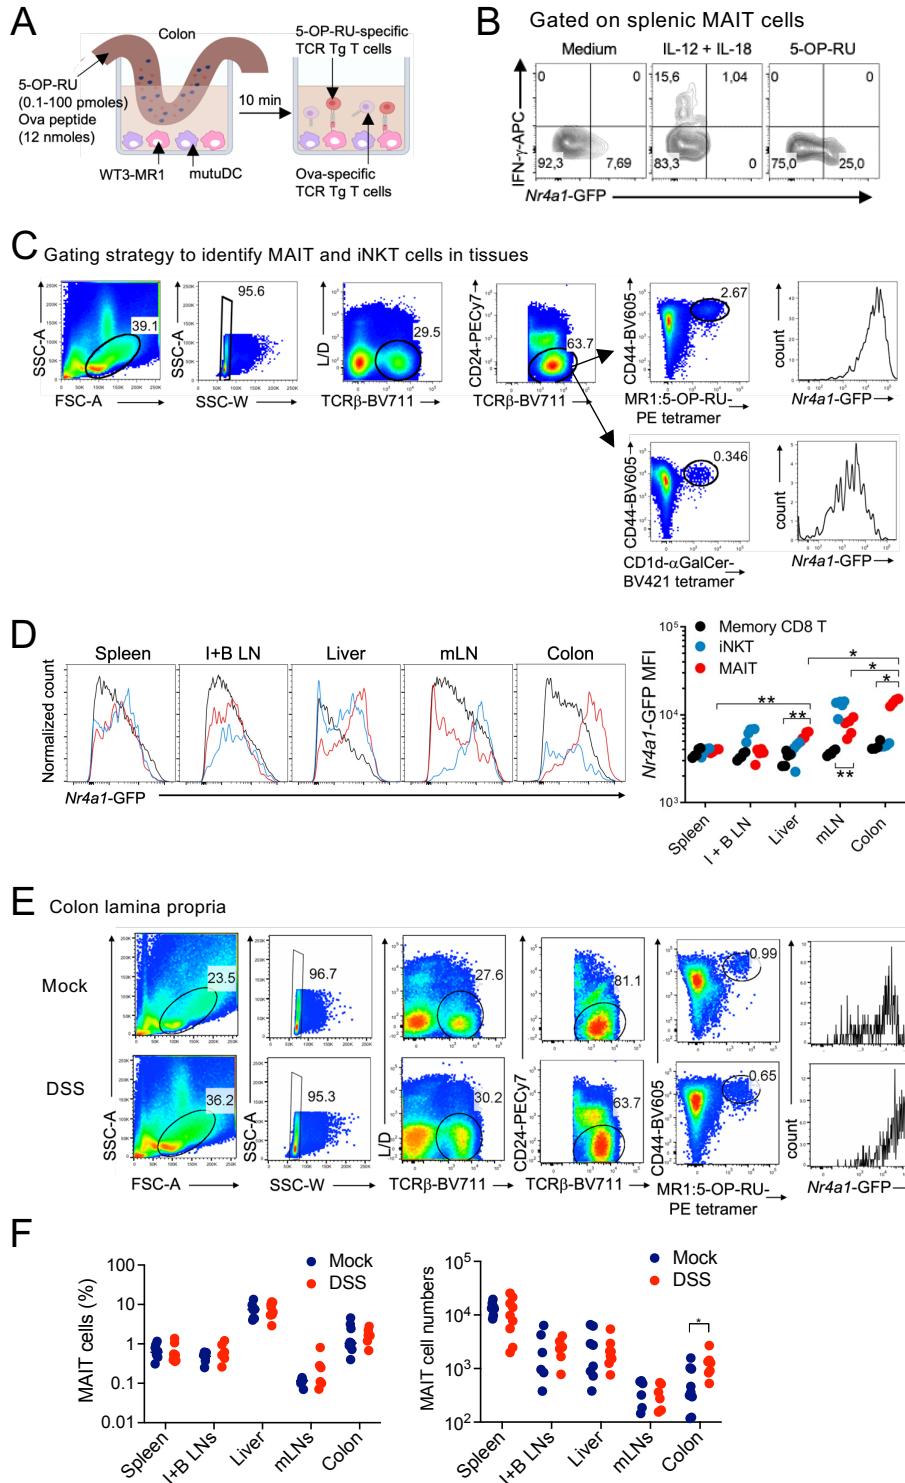 A
Colon
5-OP-RU-specific
TCR Tg T cells
5-OP-RU
(0.1-100 pmoles)
Ova peptide
(12 nmoles)
10 min
WT3-MR1
mutuDC
Ova-specific
TCR Tg T cells
B
Gated on splenic MAIT cells
Medium
IL-12 + IL-18
5-OP-RU
IFN-γ-APC
0
0
15,6
1,04
0
0
92,3
7,69
83,3
0
75,0
25,0
Nr4a1-GFP
C
Gating strategy to identify MAIT and iNKT cells in tissues
39.1
95.6
29.5
63.7
2.67
SSC-A
SSC-A
L/D
CD24-PECy7
CD44-BV605
count
FSC-A
SSC-W
TCRβ-BV711
TCRβ-BV711
MR1:5-OP-RU-
PE tetramer
Nr4a1-GFP
0.346
CD44-BV605
count
CD1d-αGalCer-
BV421 tetramer
Nr4a1-GFP
D
Spleen
I+B LN
Liver
mLN
Colon
Normalized count
Nr4a1-GFP
Memory CD8 T
iNKT
MAIT
Nr4a1-GFP MFI
10⁵
10⁴
10³
*
*
*
**
**
**
Spleen
I + B LN
Liver
mLN
Colon
E
Colon lamina propria
Mock
23.5
96.7
27.6
81.1
0.99
DSS
36.2
95.3
30.2
63.7
0.65
SSC-A
SSC-A
L/D
CD24-PECy7
CD44-BV605
count
FSC-A
SSC-W
TCRβ-BV711
TCRβ-BV711
MR1:5-OP-RU-
PE tetramer
Nr4a1-GFP
F
Mock
DSS
MAIT cells (%)
100
10
1
0.1
0.01
Spleen
I+B LNs
Liver
mLNs
Colon
Mock
DSS
MAIT cell numbers
10⁵
10⁴
10³
10²
*
Spleen
I+B LNs
Liver
mLNs
Colon